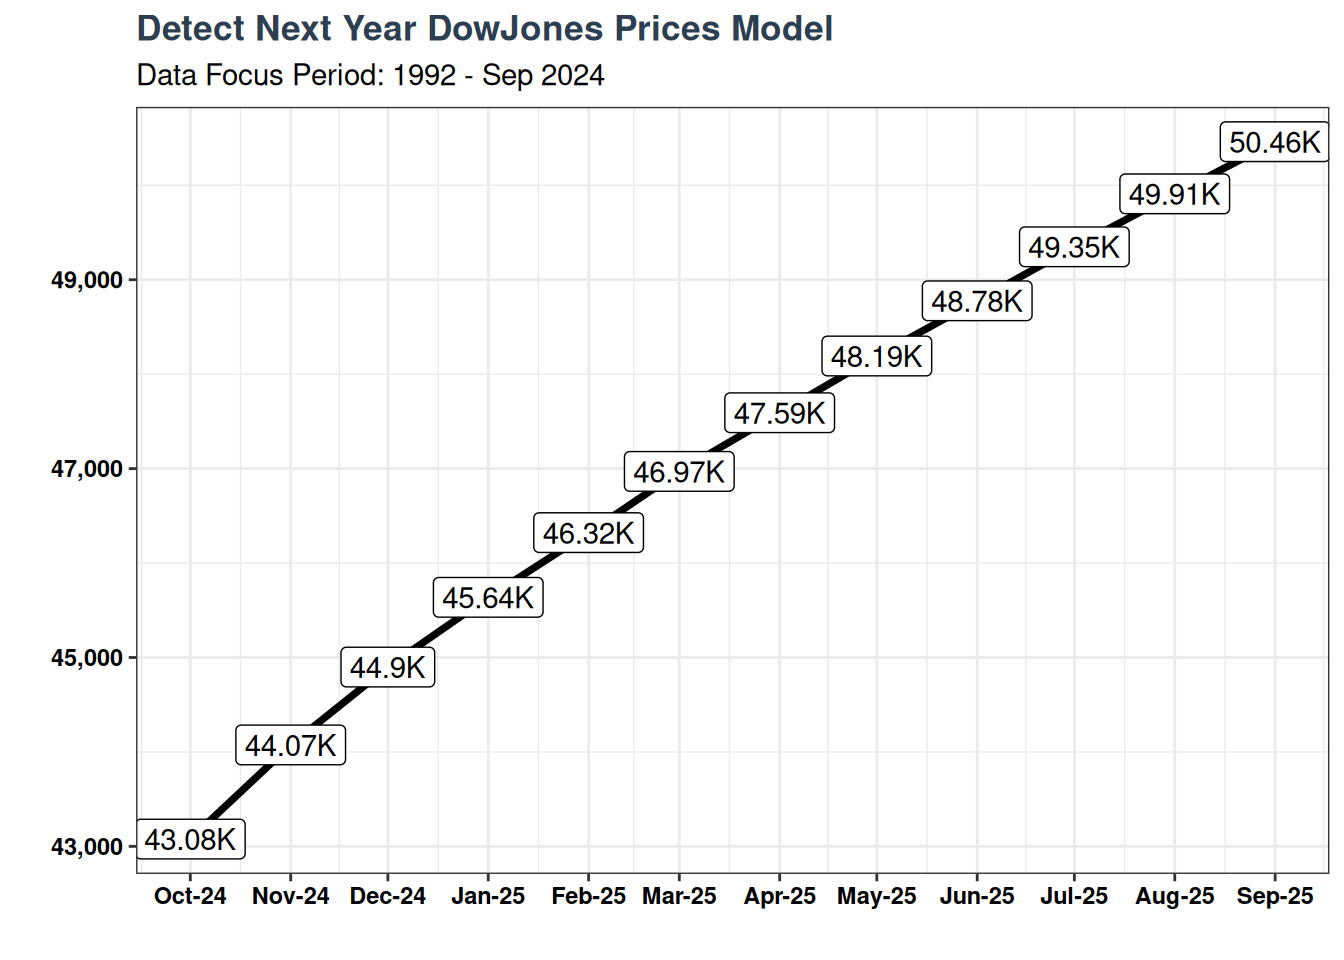 Detect Next Year DowJones Prices Model
Data Focus Period: 1992 - Sep 2024
50.46K
49.91K
49.35K
49,000
48.78K
48.19K
47.59K
47,000
46.97K
46.32K
45.64K
45,000
44.9K
44.07K
43.08K
43,000
Oct-24 Nov-24 Dec-24 Jan-25 Feb-25 Mar-25 Apr-25 May-25 Jun-25 Jul-25 Aug-25 Sep-25